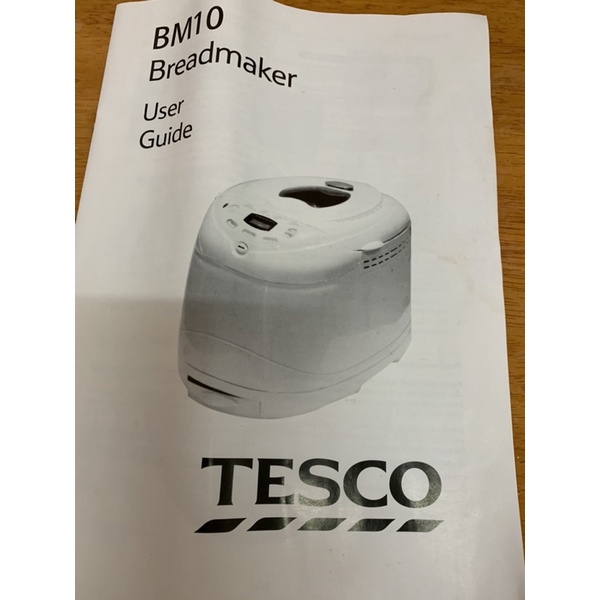 BM10
Breadmaker
User
Guide
TESCO